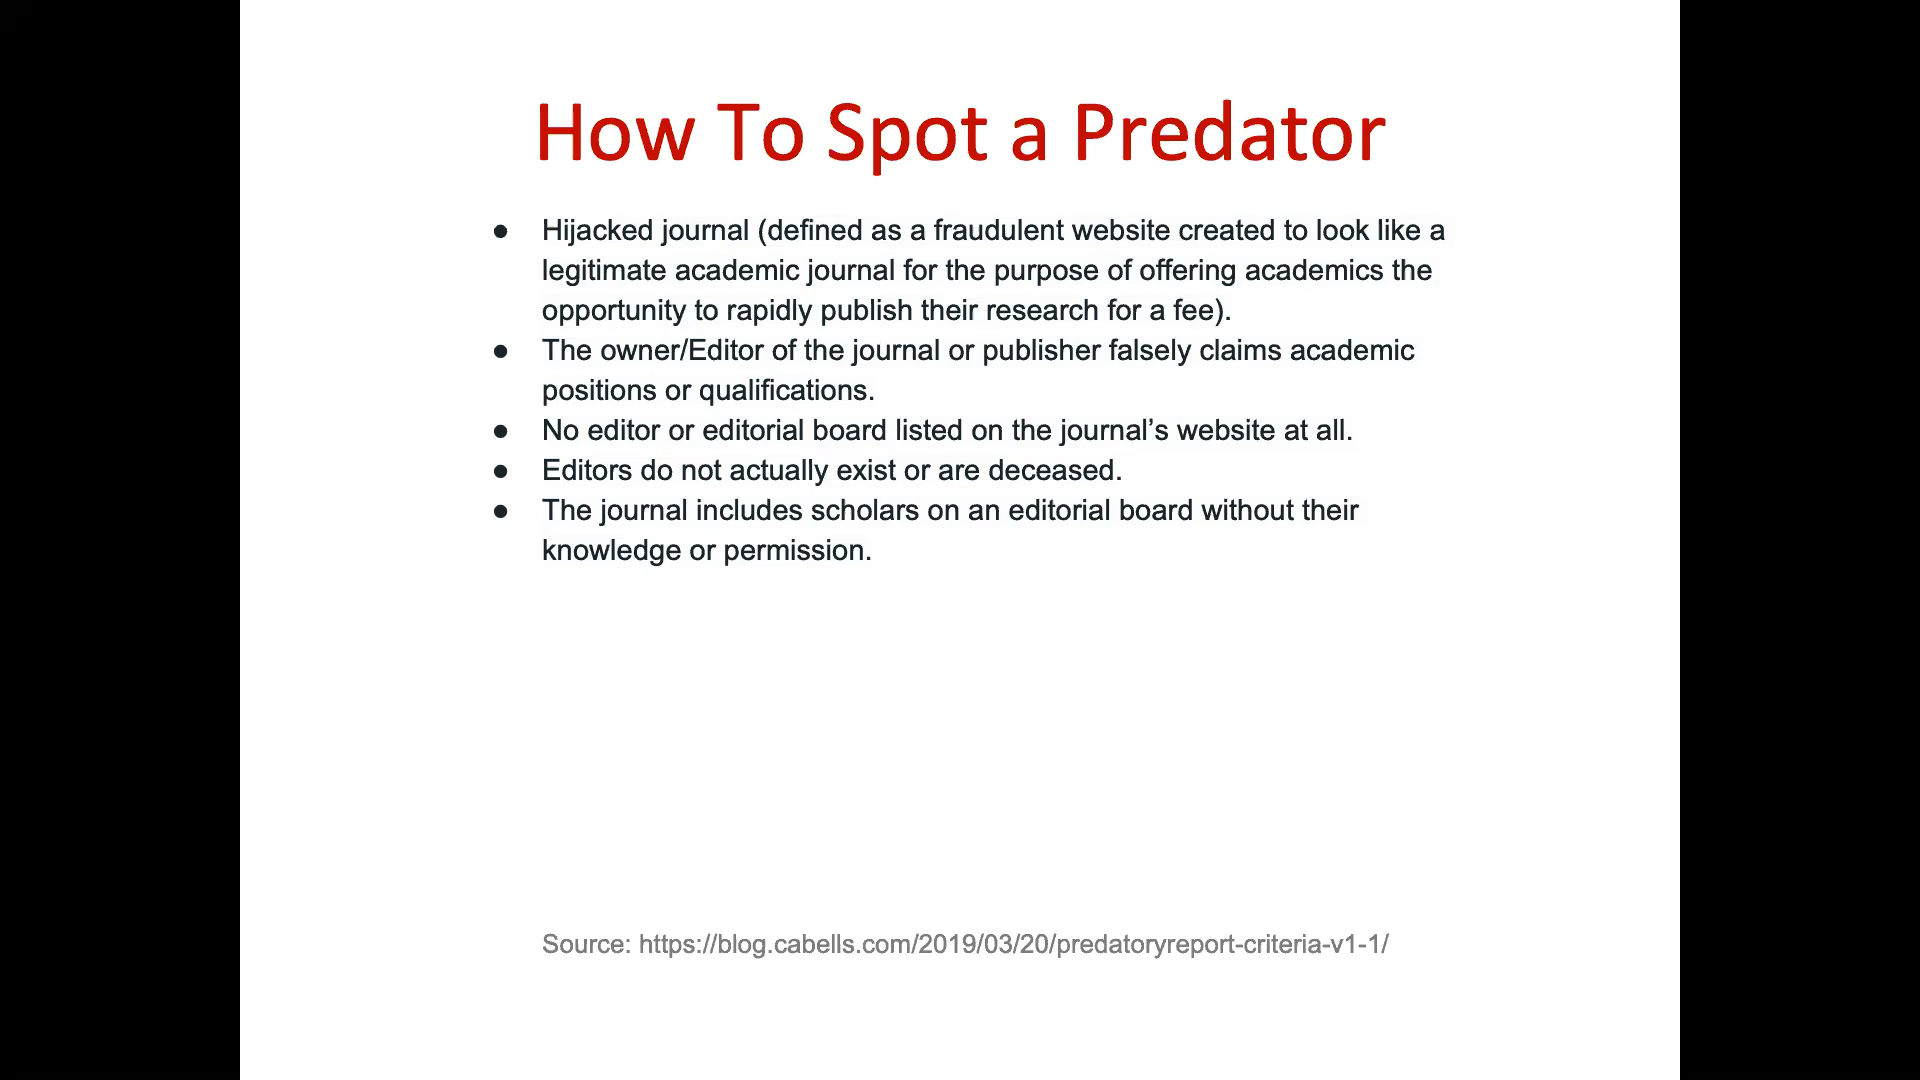 How To Spot a Predator
● Hijacked journal (defined as a fraudulent website created to look like a
legitimate academic journal for the purpose of offering academics the
opportunity to rapidly publish their research for a fee).
● The owner/Editor of the journal or publisher falsely claims academic
positions or qualifications.
● No editor or editorial board listed on the journal’s website at all.
● Editors do not actually exist or are deceased.
● The journal includes scholars on an editorial board without their
knowledge or permission.
Source: https://blog.cabells.com/2019/03/20/predatoryreport-criteria-v1-1/